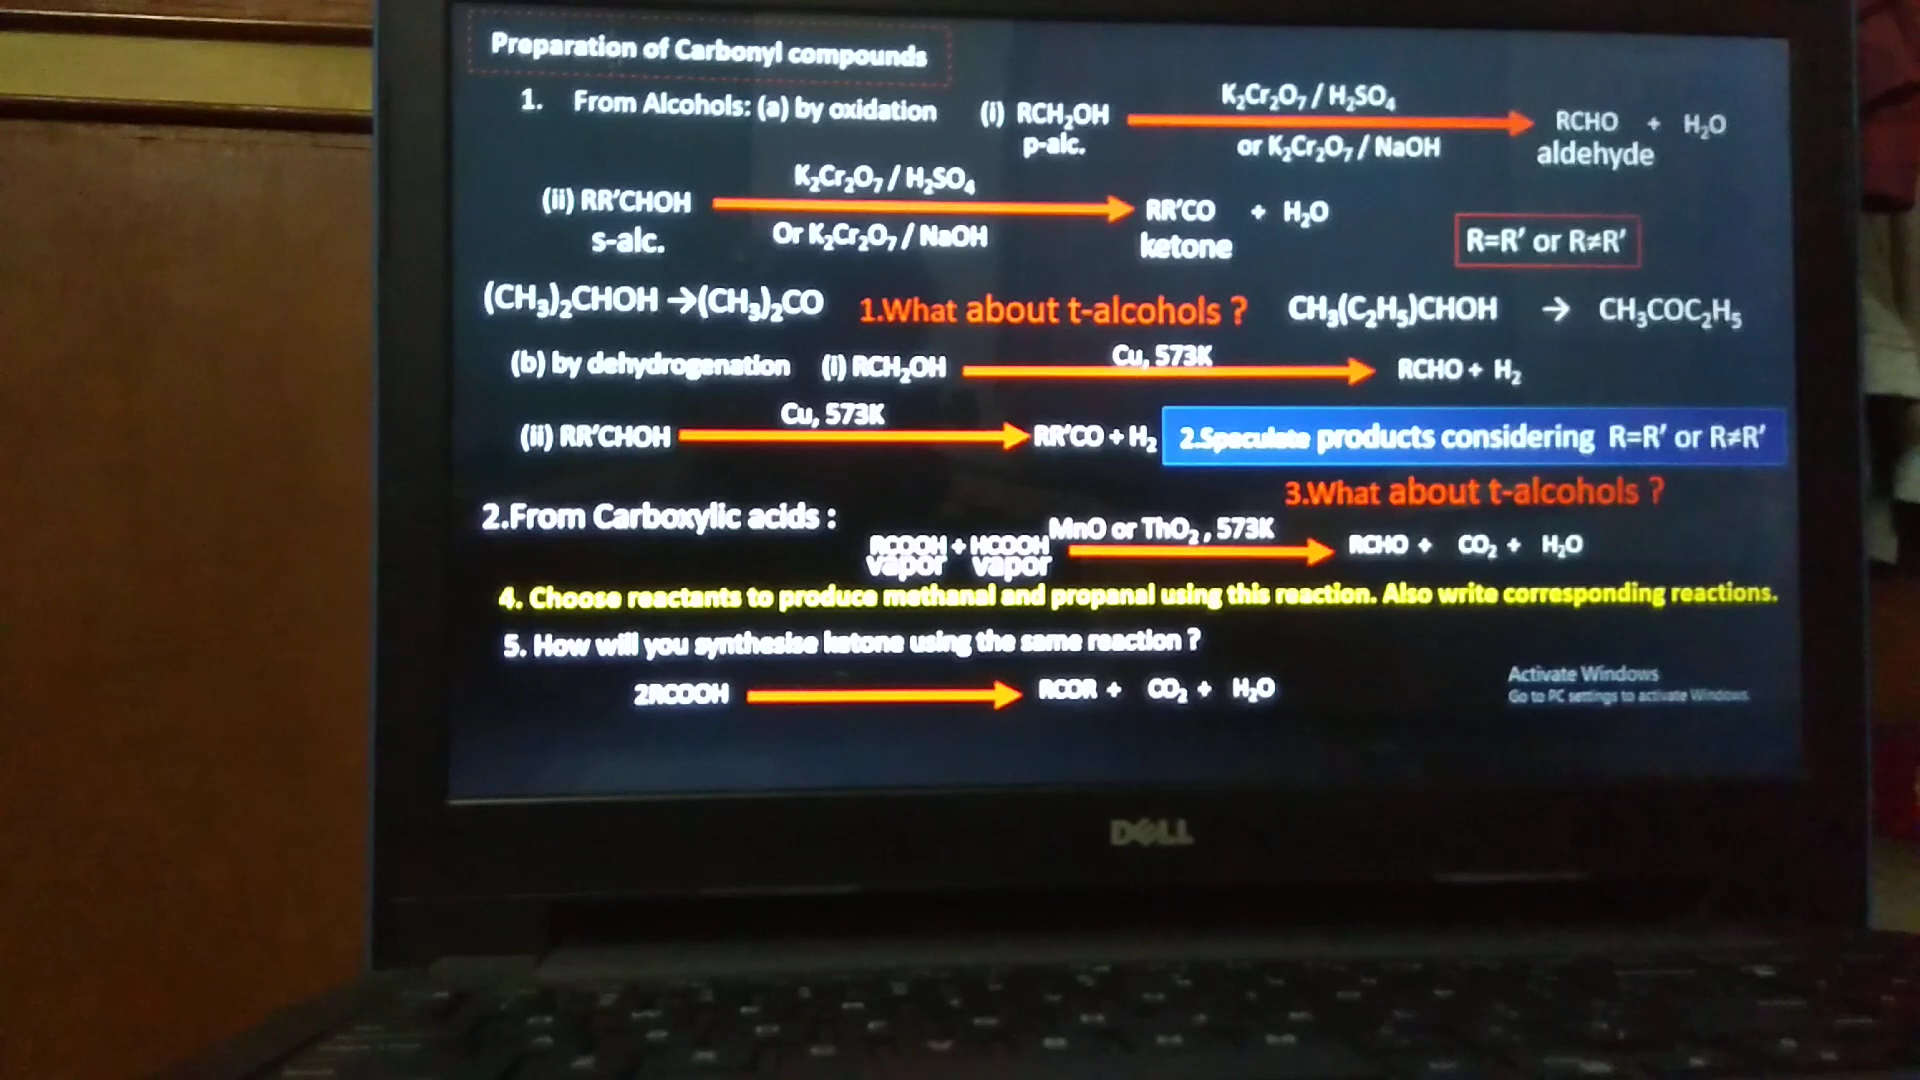 Preparation of Carbonyl compounds
1. From Alcohols: (a) by oxidation (i) RCH₂OH K₂Cr₂O₇ / H₂SO₄ RCHO + H₂O
p-alc. or K₂Cr₂O₇ / NaOH aldehyde
(ii) RR'CHOH K₂Cr₂O₇ / H₂SO₄ RR'CO + H₂O
s-alc. Or K₂Cr₂O₇ / NaOH ketone
R=R' or R≠R'
(CH₃)₂CHOH →(CH₃)₂CO 1.What about t-alcohols ? CH₃(C₂H₅)CHOH → CH₃COC₂H₅
(b) by dehydrogenation (i) RCH₂OH Cu, 573K RCHO + H₂
(ii) RR'CHOH Cu, 573K RR'CO + H₂ 2.Speculate products considering R=R' or R≠R'
3.What about t-alcohols ?
2.From Carboxylic acids :
RCOOH + HCOOH MnO or ThO₂ , 573K RCHO + CO₂ + H₂O
vapor vapor
4. Choose reactants to produce methanal and propanal using this reaction. Also write corresponding reactions.
5. How will you synthesise ketone using the same reaction ?
2RCOOH RCOR + CO₂ + H₂O
Activate Windows
Go to PC settings to activate Windows.
DELL